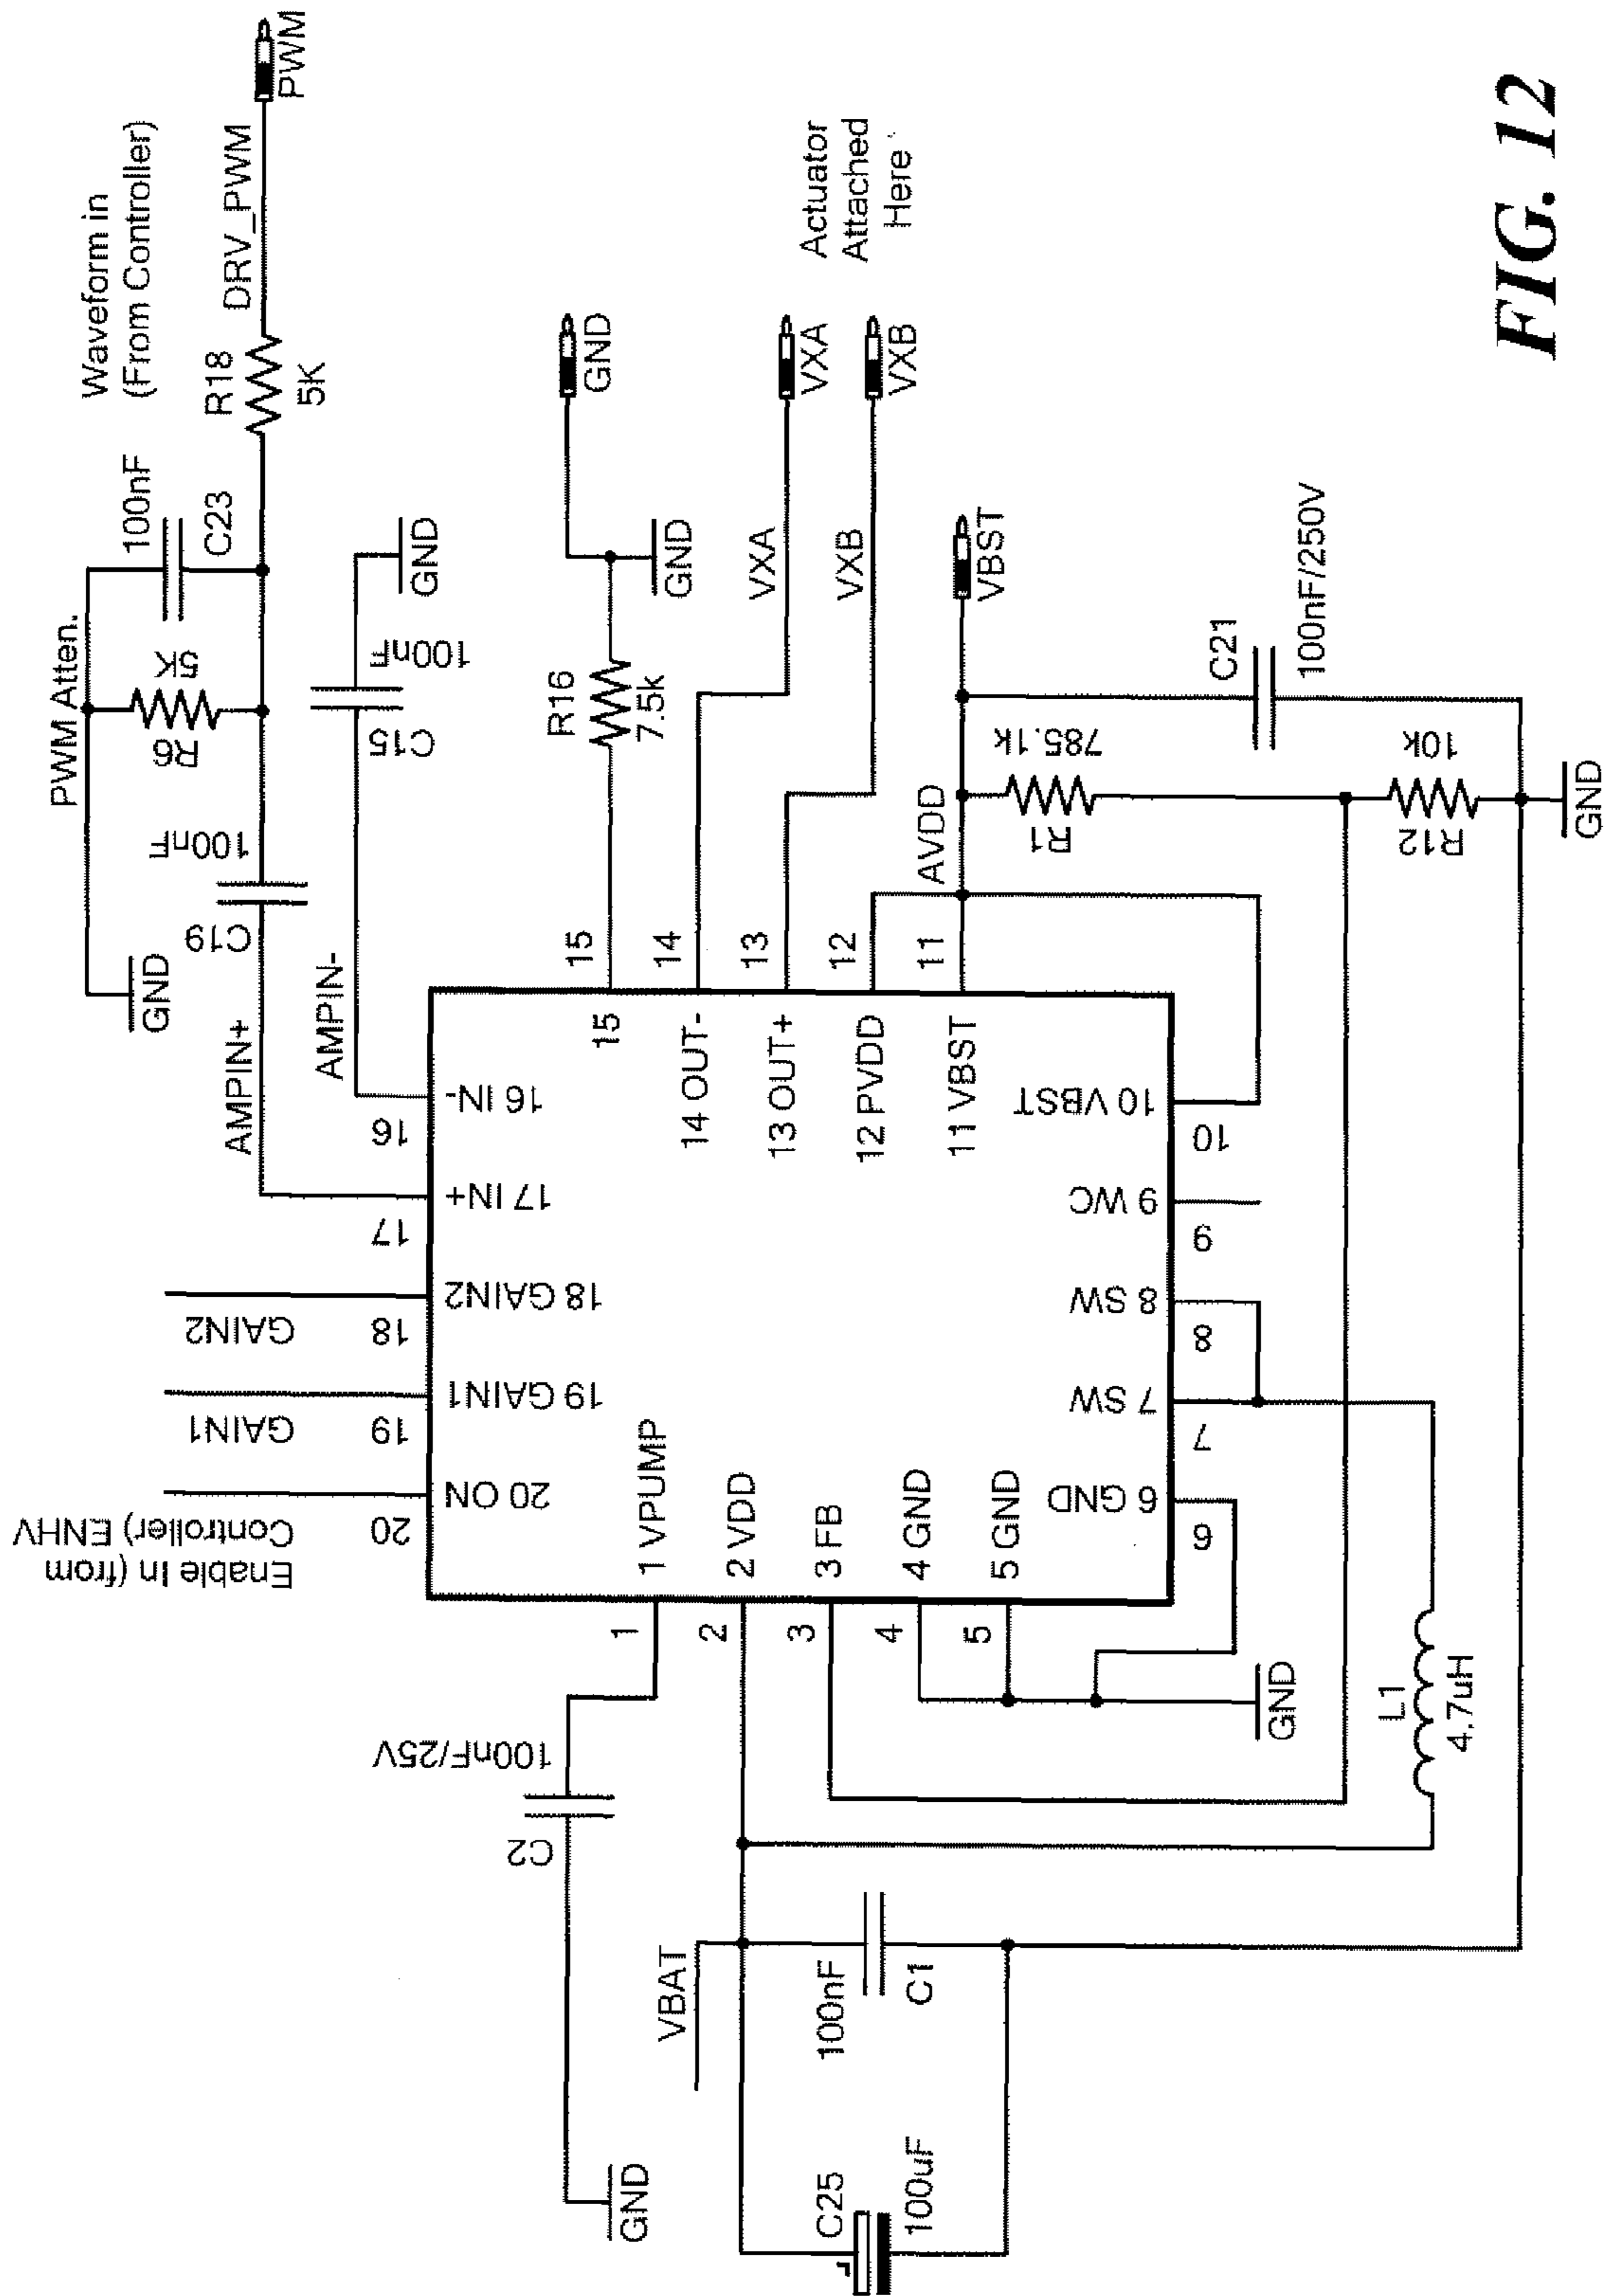 Waveform in
(From Controller)
PWM Atten.
100nF
C23
R18
5K
DRV_PWM
PWM
5K
R6
100nF
C19
GND
AMPIN+
AMPIN-
100nF
C15
GND
Enable In (from
Controller) ENHV
GAIN1
GAIN2
20
19
18
17
16
20 ON
19 GAIN1
18 GAIN2
17 IN+
16 IN-
C2
100nF/25V
GND
1
2
3
4
5
1 VPUMP
2 VDD
3 FB
4 GND
5 GND
15
14 OUT-
13 OUT+
12 PVDD
11 VBST
15
14
13
12
11
R16
7.5k
GND
GND
VXA
VXB
VXA
VXB
Actuator
Attached
Here
AVDD
VBST
6 GND
7 SW
8 SW
9 WC
10 VBST
6
7
8
9
10
GND
VBAT
100nF
C1
C25
100uF
L1
4.7uH
R1
785.1k
R12
10k
C21
100nF/250V
GND
FIG. 12